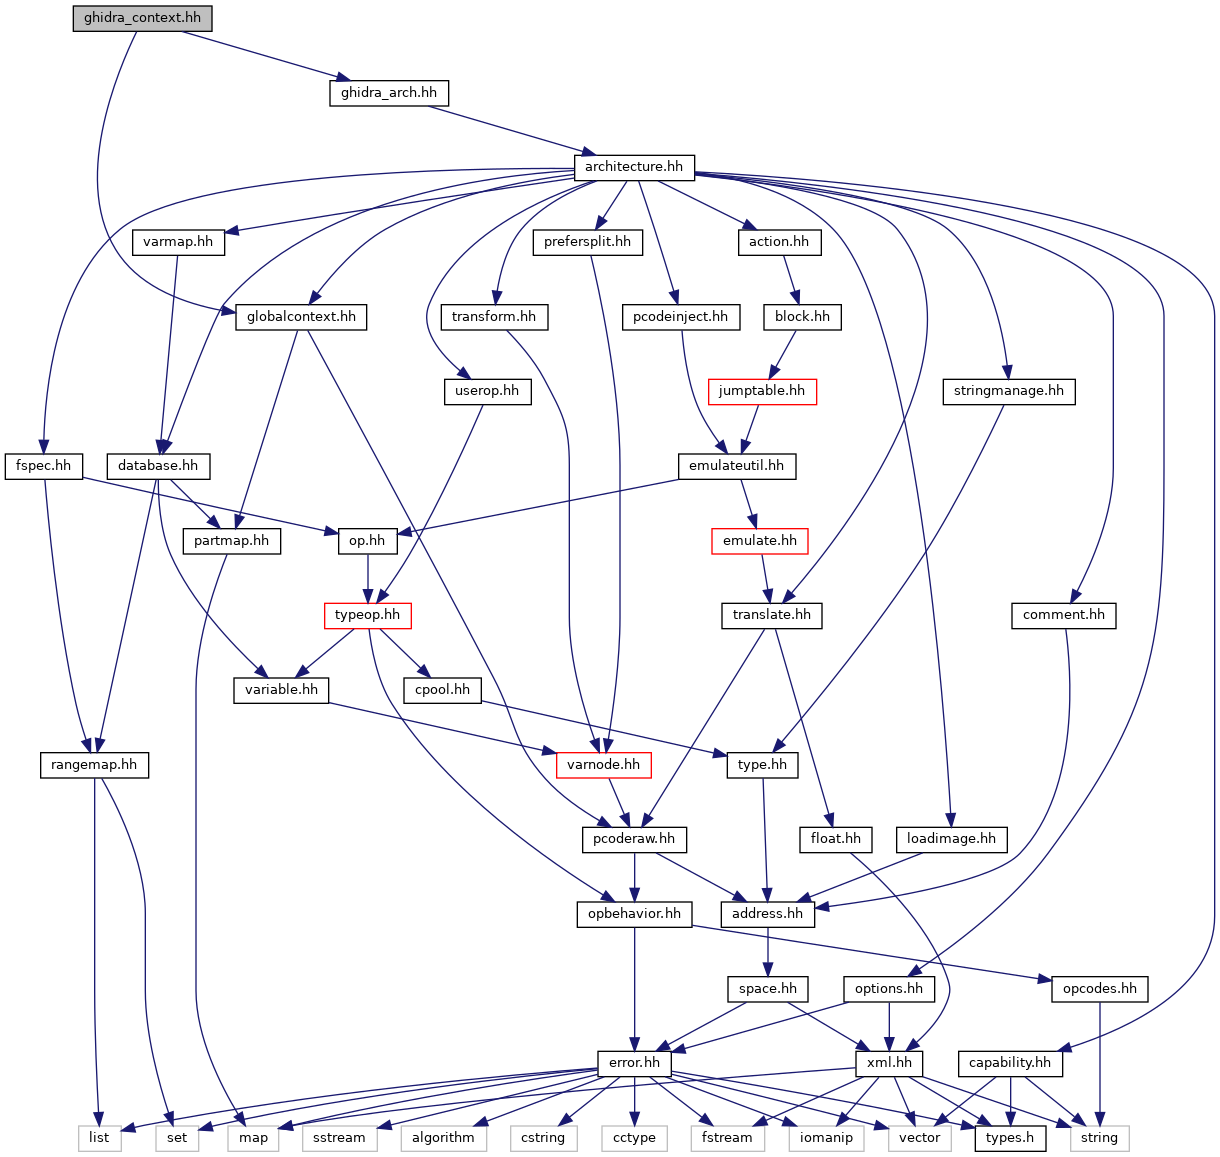 ghidra_context.hh
ghidra_arch.hh
architecture.hh
varmap.hh
prefersplit.hh
action.hh
globalcontext.hh
transform.hh
pcodeinject.hh
block.hh
userop.hh
jumptable.hh
stringmanage.hh
fspec.hh
database.hh
emulateutil.hh
partmap.hh
op.hh
emulate.hh
typeop.hh
translate.hh
comment.hh
variable.hh
cpool.hh
rangemap.hh
varnode.hh
type.hh
pcoderaw.hh
float.hh
loadimage.hh
opbehavior.hh
address.hh
space.hh
options.hh
opcodes.hh
error.hh
xml.hh
capability.hh
list
set
map
sstream
algorithm
cstring
cctype
fstream
iomanip
vector
types.h
string